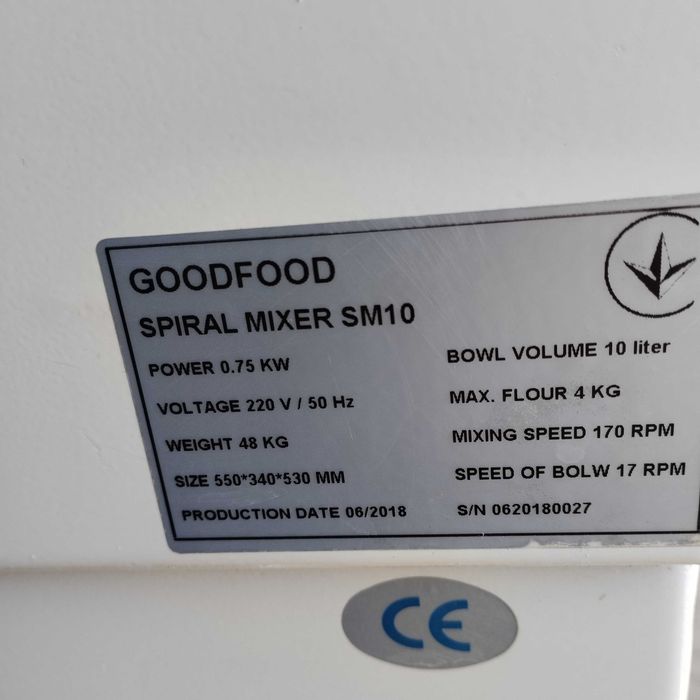 GOODFOOD
SPIRAL MIXER SM10
POWER 0.75 KW
VOLTAGE 220 V / 50 Hz
WEIGHT 48 KG
SIZE 550*340*530 MM
PRODUCTION DATE 06/2018
BOWL VOLUME 10 liter
MAX. FLOUR 4 KG
MIXING SPEED 170 RPM
SPEED OF BOLW 17 RPM
S/N 0620180027
CE